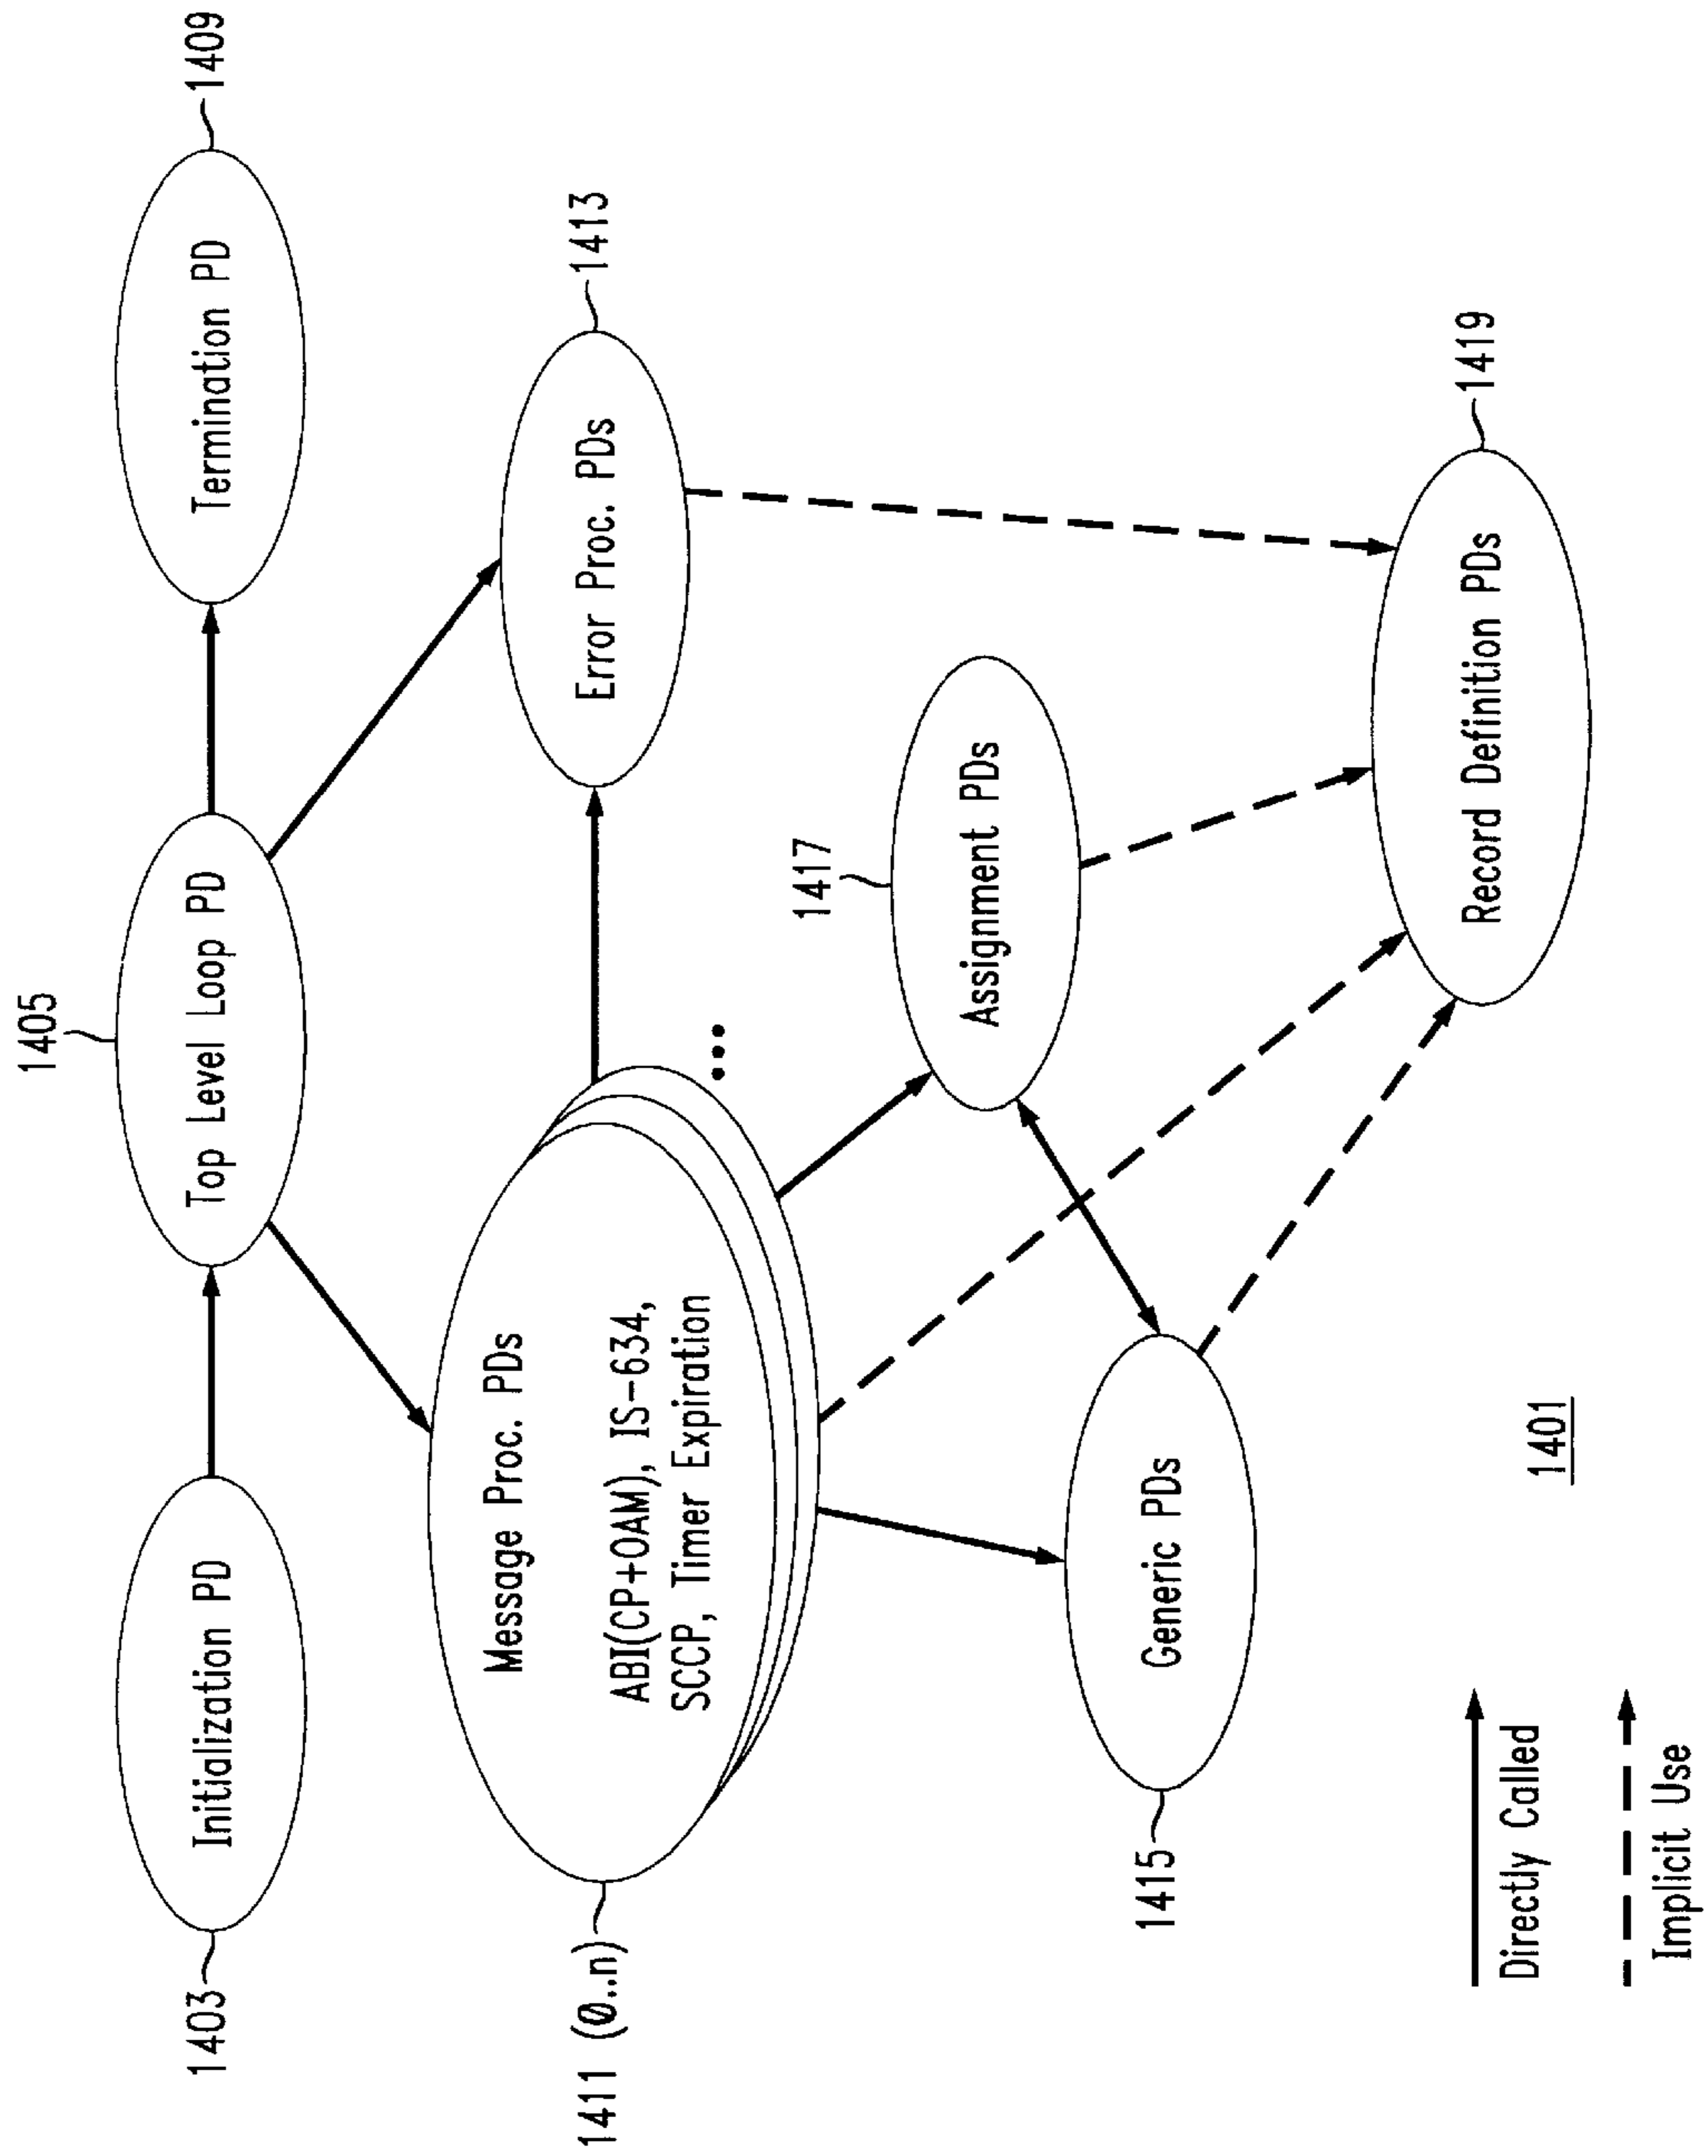 1405
1403
Initialization PD
Top Level Loop PD
Termination PD
1409
1411 (0..n)
Message Proc. PDs
ABI(CP+OAM), IS-634,
SCCP, Timer Expiration
Error Proc. PDs
1413
...
1417
Assignment PDs
1415
Generic PDs
Record Definition PDs
1419
Directly Called
Implicit Use
1401